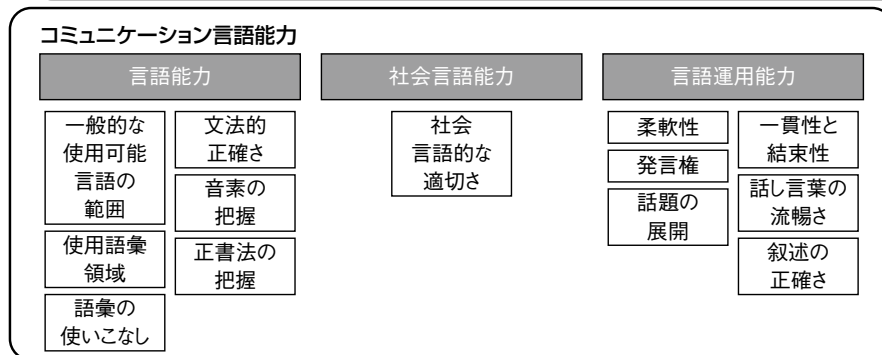 コミュニケーション言語能力
言語能力
一般的な
使用可能
言語の
範囲
使用語彙
領域
語彙の
使いこなし
文法的
正確さ
音素の
把握
正書法の
把握
社会言語能力
社会
言語的な
適切さ
言語運用能力
柔軟性
発言権
話題の
展開
一貫性と
結束性
話し言葉の
流暢さ
叙述の
正確さ